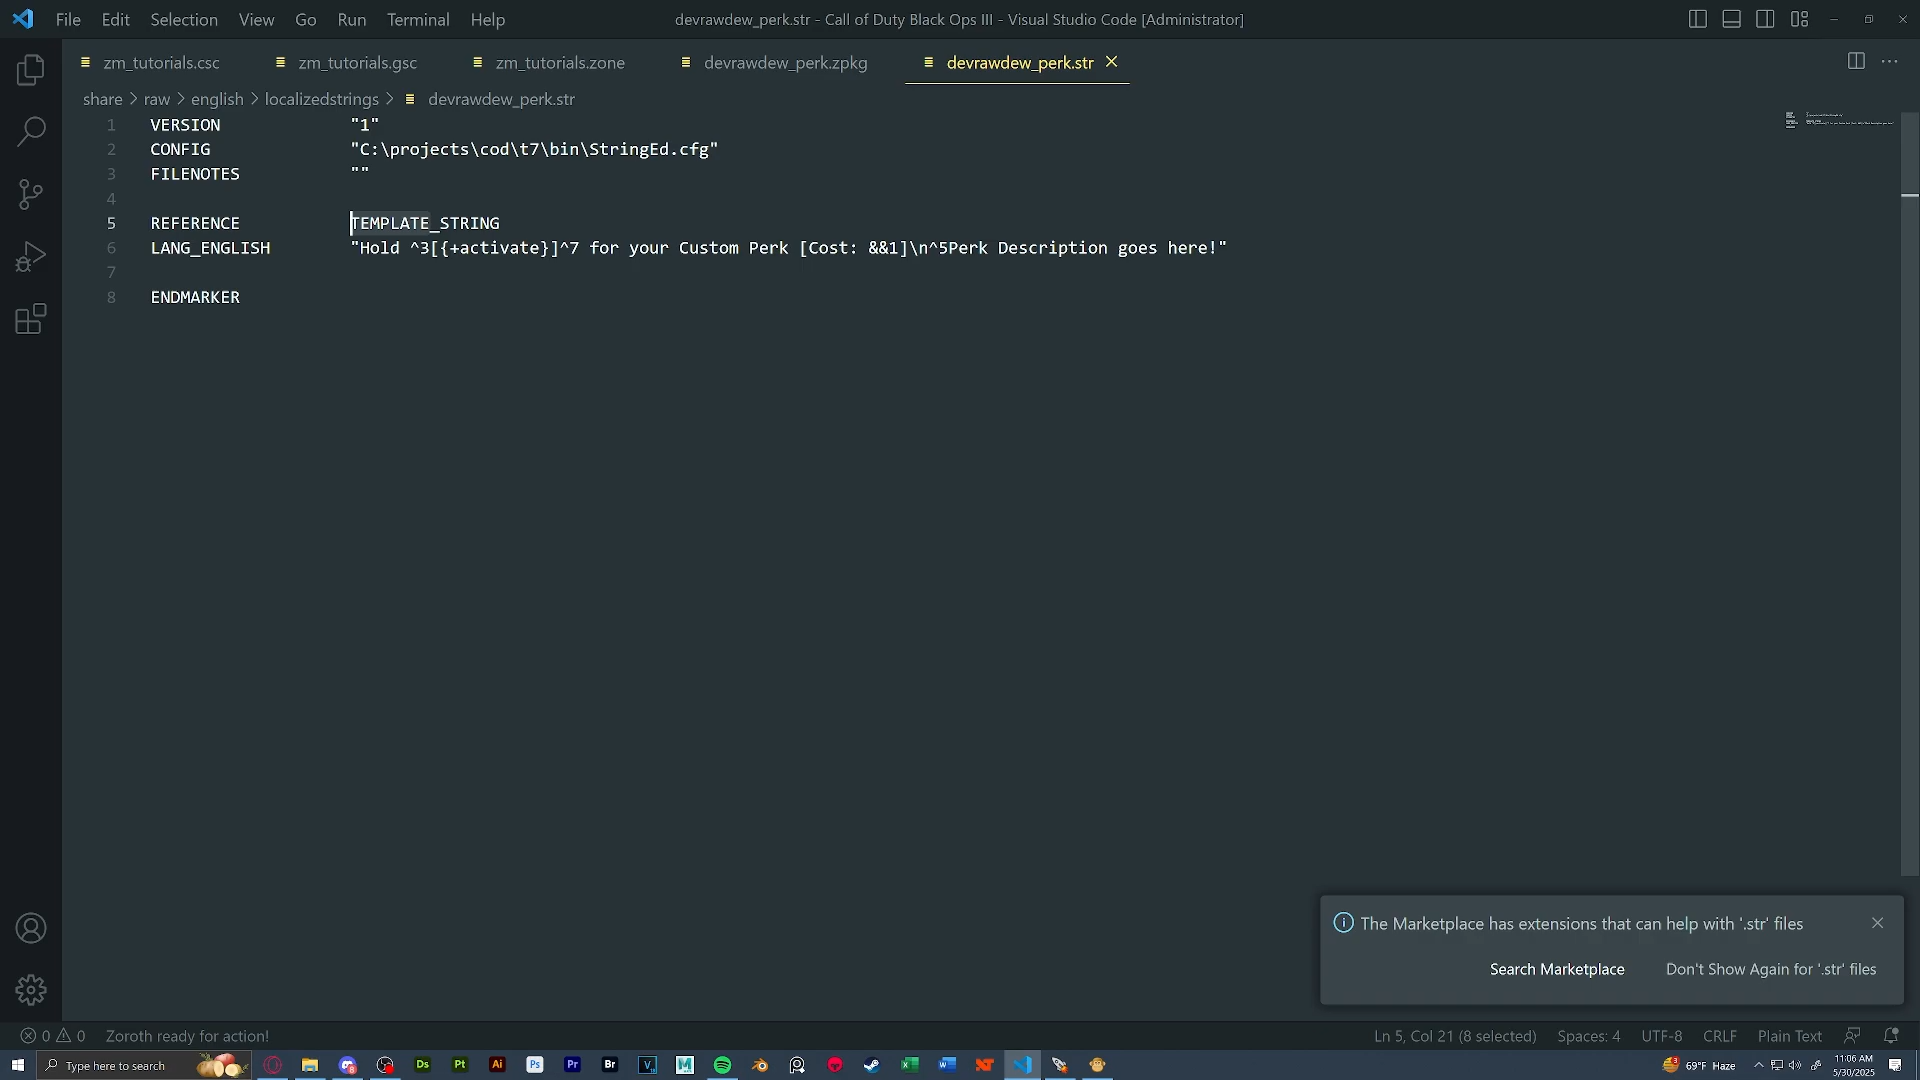 File Edit Selection View Go Run Terminal Help devrawdew_perk.str - Call of Duty Black Ops III - Visual Studio Code [Administrator]
zm_tutorials.csc zm_tutorials.gsc zm_tutorials.zone devrawdew_perk.zpkg devrawdew_perk.str
share > raw > english > localizedstrings > devrawdew_perk.str
1 VERSION "1"
2 CONFIG "C:\projects\cod\t7\bin\StringEd.cfg"
3 FILENOTES ""
4
5 REFERENCE TEMPLATE_STRING
6 LANG_ENGLISH "Hold ^3[{+activate}]^7 for your Custom Perk [Cost: &&1]\n^5Perk Description goes here!"
7
8 ENDMARKER
The Marketplace has extensions that can help with '.str' files
Search Marketplace Don't Show Again for '.str' files
0 0 Zoroth ready for action! Ln 5, Col 21 (8 selected) Spaces: 4 UTF-8 CRLF Plain Text
Type here to search Ds Pt Ai Ps Pr Br V M 69°F Haze 11:06 AM
5/30/2025